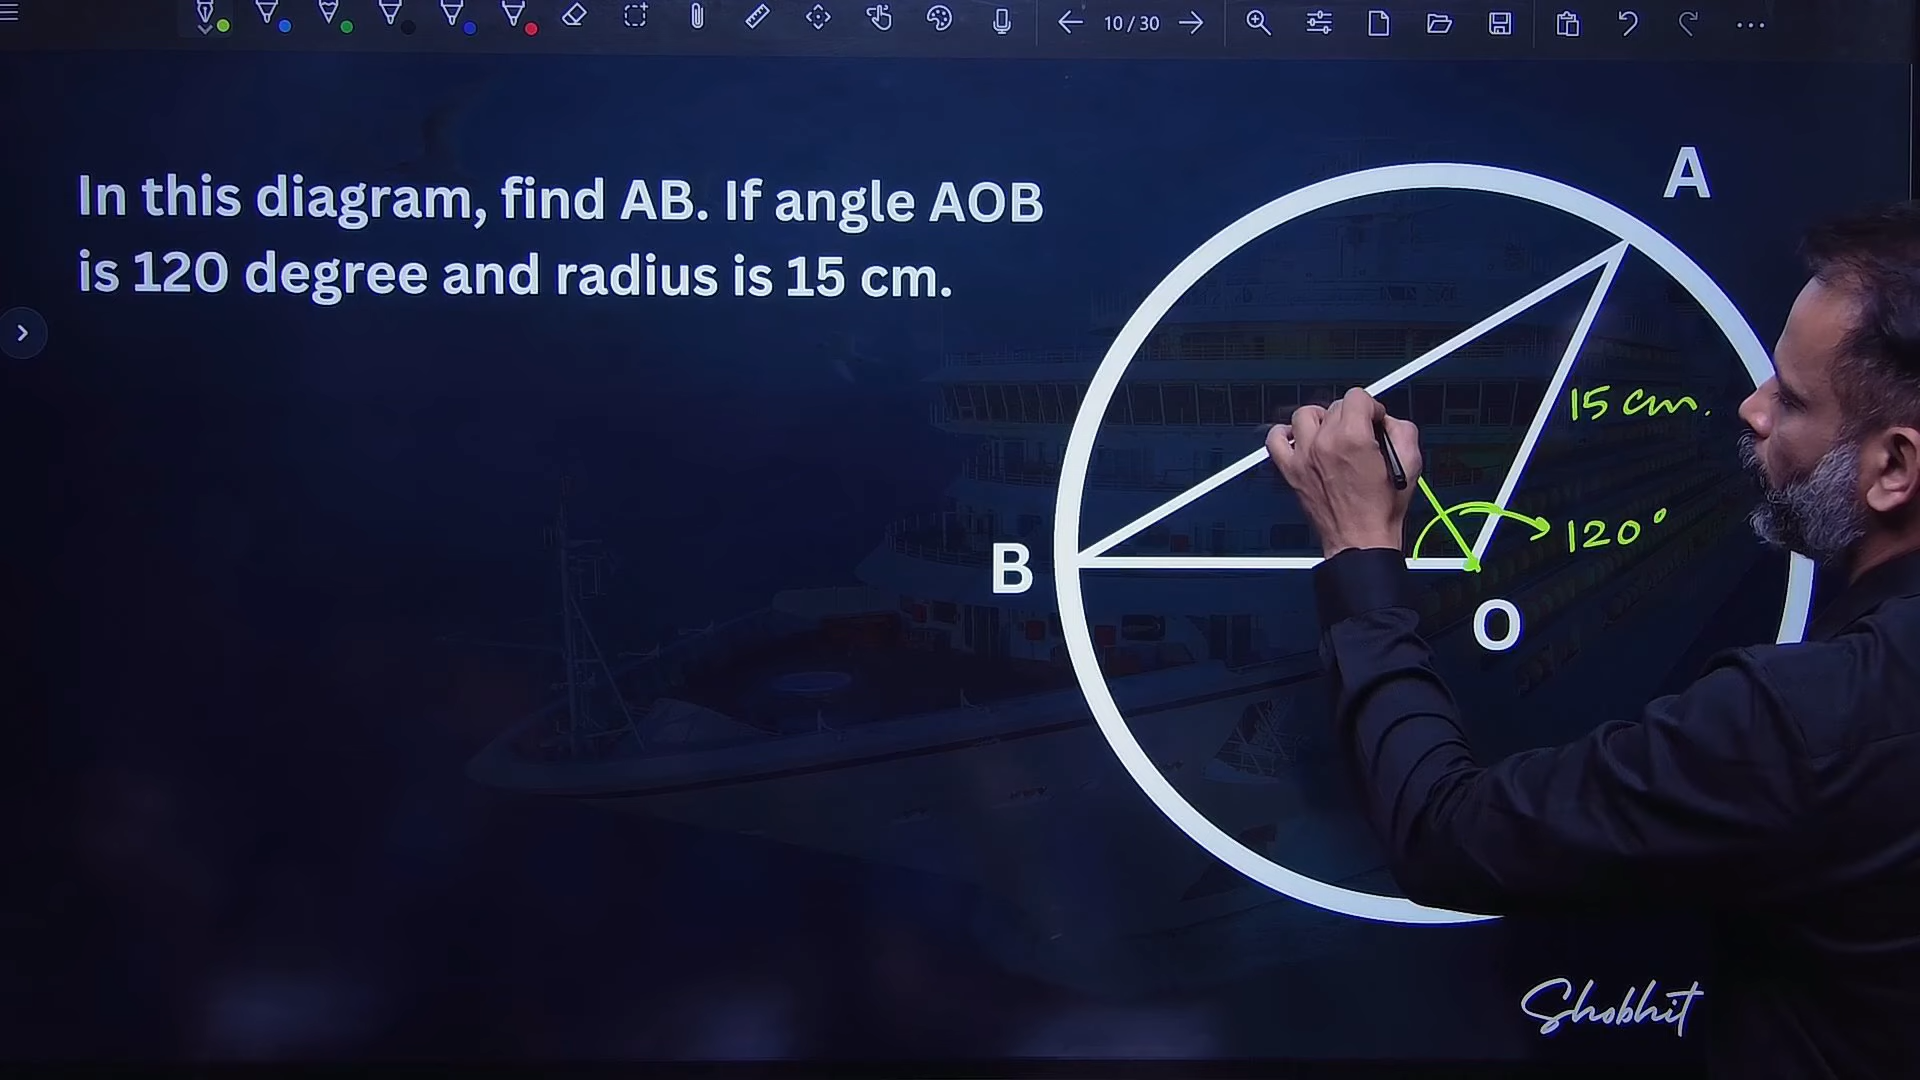 10 / 30
In this diagram, find AB. If angle AOB
is 120 degree and radius is 15 cm.
A
15 cm.
120°
B
O
Shobhit